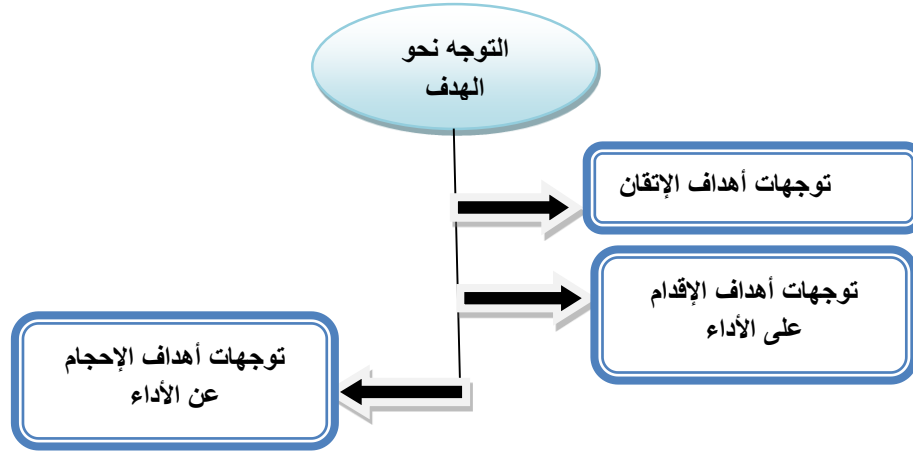 التوجه نحو
الهدف
توجهات أهداف الإتقان
توجهات أهداف الإقدام
على الأداء
توجهات أهداف الإحجام
عن الأداء